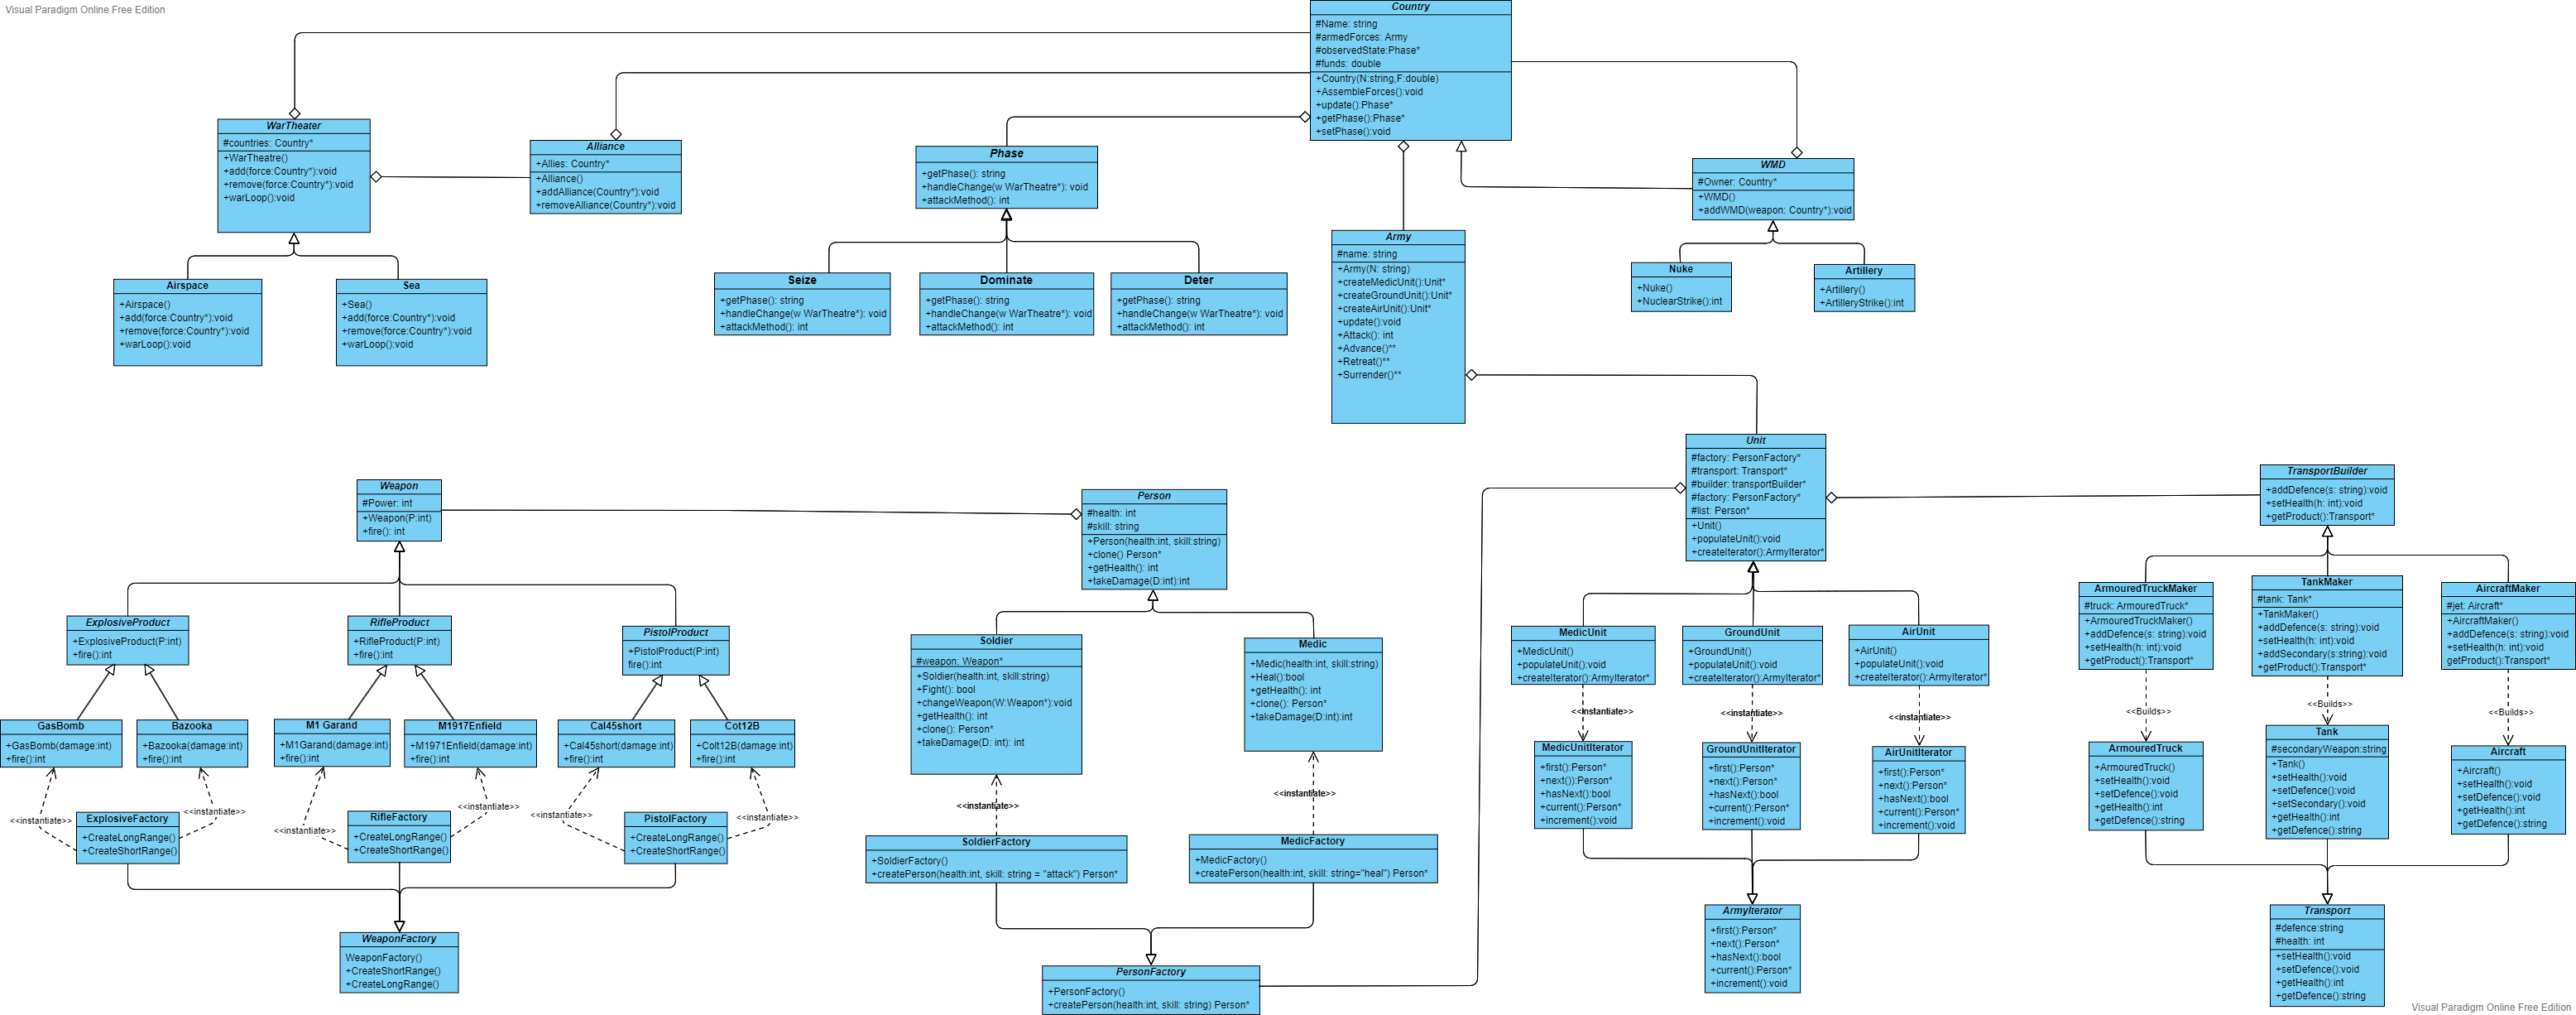 Visual Paradigm Online Free Edition
Country
#Name: string
#armedForces: Army
#observedState:Phase*
#funds: double
+Country(N:string,F:double)
+AssembleForces():void
+update():Phase*
+getPhase():Phase*
+setPhase():void
WarTheater
#countries: Country*
+WarTheatre()
+add(force:Country*):void
+remove(force:Country*):void
+warLoop():void
Alliance
+Allies: Country*
+Alliance()
+addAlliance(Country*):void
+removeAlliance(Country*):void
Phase
+getPhase(): string
+handleChange(w WarTheatre*): void
+attackMethod(): int
WMD
#Owner: Country*
+WMD()
+addWMD(weapon: Country*):void
Airspace
+Airspace()
+add(force:Country*):void
+remove(force:Country*):void
+warLoop():void
Sea
+Sea()
+add(force:Country*):void
+remove(force:Country*):void
+warLoop():void
Seize
+getPhase(): string
+handleChange(w WarTheatre*): void
+attackMethod(): int
Dominate
+getPhase(): string
+handleChange(w WarTheatre*): void
+attackMethod(): int
Deter
+getPhase(): string
+handleChange(w WarTheatre*): void
+attackMethod(): int
Army
#name: string
+Army(N: string)
+createMedicUnit():Unit*
+createGroundUnit():Unit*
+createAirUnit():Unit*
+update():void
+Attack(): int
+Advance()**
+Retreat()**
+Surrender()**
Nuke
+Nuke()
+NuclearStrike():int
Artillery
+Artillery()
+ArtilleryStrike():int
Weapon
#Power: int
+Weapon(P:int)
+fire(): int
Person
#health: int
#skill: string
+Person(health:int, skill:string)
+clone() Person*
+getHealth(): int
+takeDamage(D:int):int
Unit
#factory: PersonFactory*
#transport: Transport*
#builder: transportBuilder*
#factory: PersonFactory*
#list: Person*
+Unit()
+populateUnit():void
+createIterator():ArmyIterator*
TransportBuilder
+addDefence(s: string):void
+setHealth(h: int):void
+getProduct():Transport*
ExplosiveProduct
+ExplosiveProduct(P:int)
+fire():int
RifleProduct
+RifleProduct(P:int)
+fire():int
PistolProduct
+PistolProduct(P:int)
fire():int
Soldier
#weapon: Weapon*
+Soldier(health:int, skill:string)
+Fight(): bool
+changeWeapon(W:Weapon*):void
+getHealth(): int
+clone(): Person*
+takeDamage(D: int): int
Medic
+Medic(health:int, skill:string)
+Heal():bool
+getHealth(): int
+clone(): Person*
+takeDamage(D:int):int
MedicUnit
+MedicUnit()
+populateUnit():void
+createIterator():ArmyIterator*
GroundUnit
+GroundUnit()
+populateUnit():void
+createIterator():ArmyIterator*
AirUnit
+AirUnit()
+populateUnit():void
+createIterator():ArmyIterator*
ArmouredTruckMaker
#truck: ArmouredTruck*
+ArmouredTruckMaker()
+addDefence(s: string):void
+setHealth(h: int):void
+getProduct():Transport*
TankMaker
#tank: Tank*
+TankMaker()
+addDefence(s: string):void
+setHealth(h: int):void
+addSecondary(s:string):void
+getProduct():Transport*
AircraftMaker
#jet: Aircraft*
+AircraftMaker()
+addDefence(s: string):void
+setHealth(h: int):void
getProduct():Transport*
GasBomb
+GasBomb(damage:int)
+fire():int
Bazooka
+Bazooka(damage:int)
+fire():int
M1 Garand
+M1Garand(damage:int)
+fire():int
M1917Enfield
+M1971Enfield(damage:int)
+fire():int
Cal45short
+Cal45short(damage:int)
+fire():int
Cot12B
+Colt12B(damage:int)
+fire():int
<<instantiate>>
<<instantiate>>
<<instantiate>>
<<Builds>>
<<Builds>>
<<Builds>>
MedicUnitIterator
+first():Person*
+next()):Person*
+hasNext():bool
+current():Person*
+increment():void
GroundUnitIterator
+first():Person*
+next():Person*
+hasNext():bool
+current():Person*
+increment():void
AirUnitIterator
+first():Person*
+next():Person*
+hasNext():bool
+current():Person*
+increment():void
ArmouredTruck
+ArmouredTruck()
+setHealth():void
+setDefence():void
+getHealth():int
+getDefence():string
Tank
#secondaryWeapon:string
+Tank()
+setHealth():void
+setDefence():void
+setSecondary():void
+getHealth():int
+getDefence():string
Aircraft
+Aircraft()
+setHealth():void
+setDefence():void
+getHealth():int
+getDefence():string
<<instantiate>>
<<instantiate>>
<<instantiate>>
<<instantiate>>
<<instantiate>>
<<instantiate>>
<<instantiate>>
<<instantiate>>
ExplosiveFactory
+CreateLongRange()
+CreateShortRange()
RifleFactory
+CreateLongRange()
+CreateShortRange()
PistolFactory
+CreateLongRange()
+CreateShortRange()
SoldierFactory
+SoldierFactory()
+createPerson(health:int, skill: string = "attack") Person*
MedicFactory
+MedicFactory()
+createPerson(health:int, skill: string="heal") Person*
WeaponFactory
WeaponFactory()
+CreateShortRange()
+CreateLongRange()
PersonFactory
+PersonFactory()
+createPerson(health:int, skill: string) Person*
ArmyIterator
+first():Person*
+next():Person*
+hasNext():bool
+current():Person*
+increment():void
Transport
#defence:string
#health: int
+setHealth():void
+setDefence():void
+getHealth():int
+getDefence():string
Visual Paradigm Online Free Edition